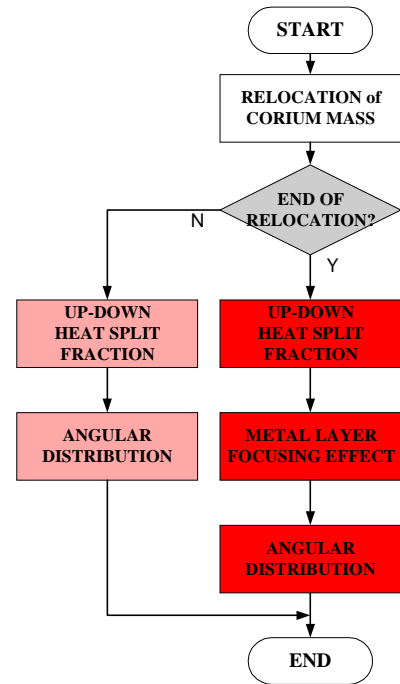 START
RELOCATION of
CORIUM MASS
END OF
RELOCATION?
N
Y
UP-DOWN
HEAT SPLIT
FRACTION
UP-DOWN
HEAT SPLIT
FRACTION
ANGULAR
DISTRIBUTION
METAL LAYER
FOCUSING EFFECT
ANGULAR
DISTRIBUTION
END